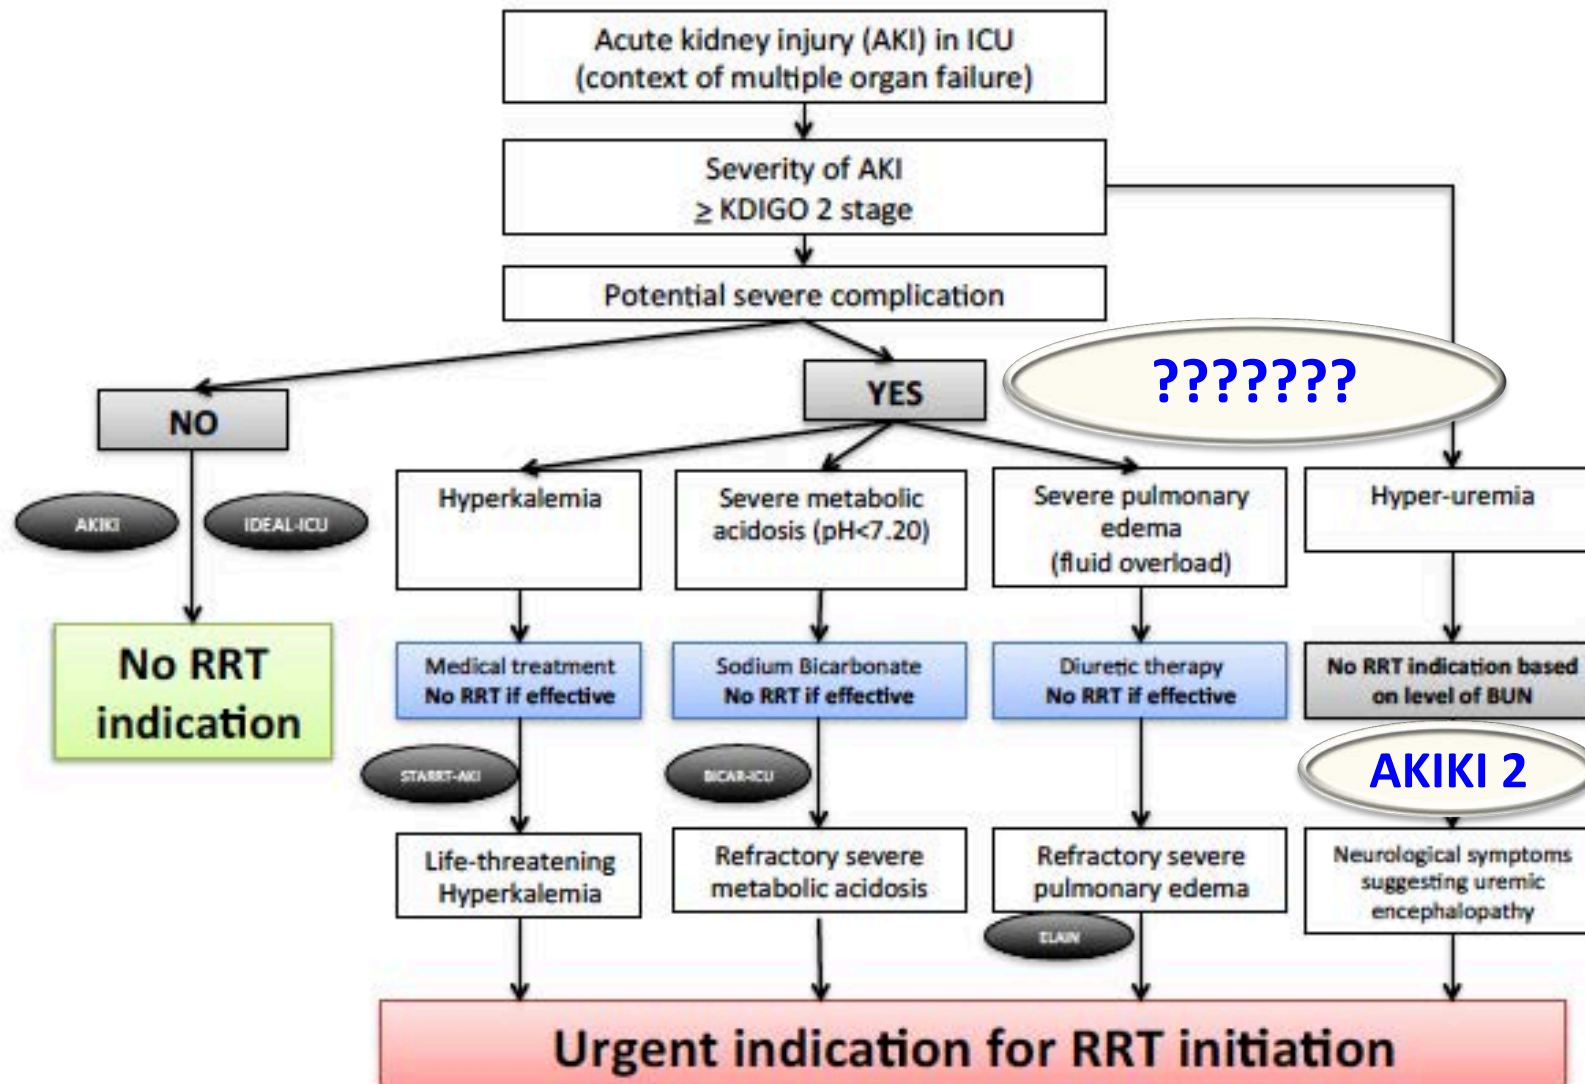 Acute kidney injury (AKI) in ICU
(context of multiple organ failure)
Severity of AKI
≥ KDIGO 2 stage
Potential severe complication
NO
YES
???????
AKIKI
IDEAL-ICU
No RRT
indication
Hyperkalemia
Severe metabolic
acidosis (pH<7.20)
Severe pulmonary
edema
(fluid overload)
Hyper-uremia
Medical treatment
No RRT if effective
Sodium Bicarbonate
No RRT if effective
Diuretic therapy
No RRT if effective
No RRT indication based
on level of BUN
STARRT-AKI
BICAR-ICU
AKIKI 2
Life-threatening
Hyperkalemia
Refractory severe
metabolic acidosis
Refractory severe
pulmonary edema
Neurological symptoms
suggesting uremic
encephalopathy
ELAIN
Urgent indication for RRT initiation